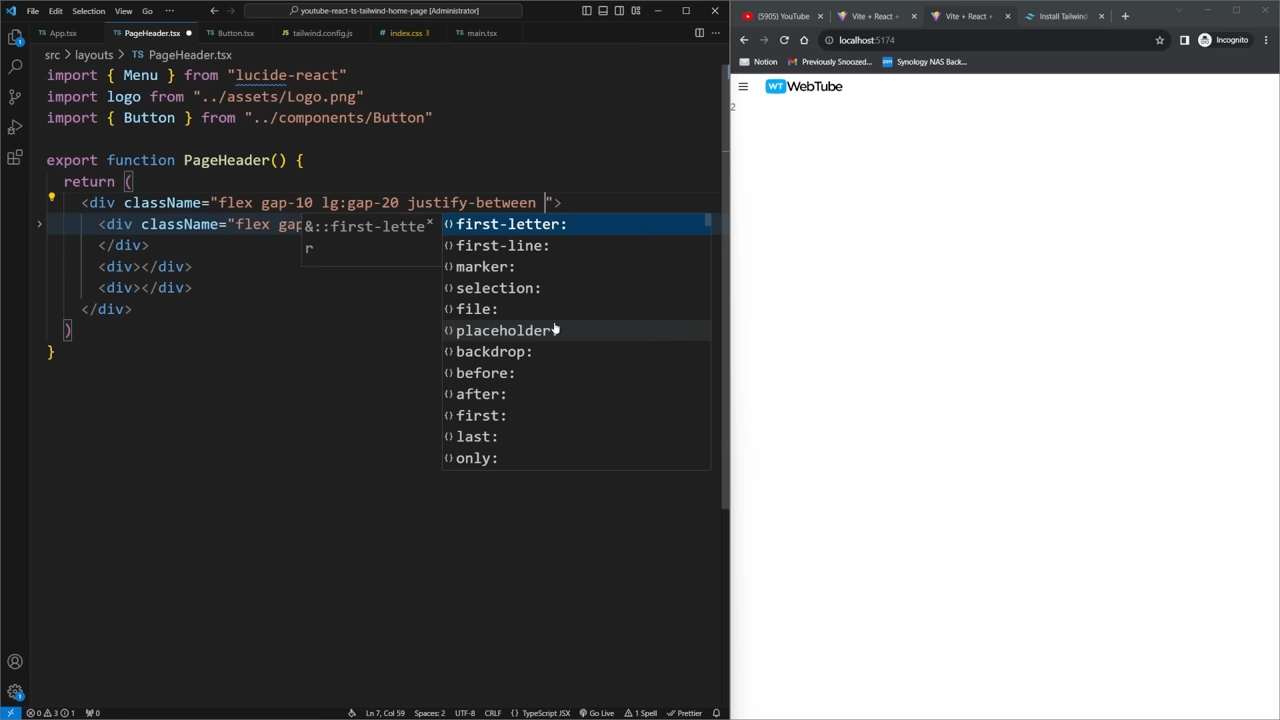 File Edit Selection View Go ··· youtube-react-ts-tailwind-home-page [Administrator]
App.tsx PageHeader.tsx Button.tsx tailwind.config.js index.css 3 main.tsx
src > layouts > PageHeader.tsx
import { Menu } from "lucide-react"
import logo from "../assets/Logo.png"
import { Button } from "../components/Button"
export function PageHeader() {
return (
<div className="flex gap-10 lg:gap-20 justify-between ">
<div className="flex gap
</div>
<div></div>
<div></div>
</div>
)
}
&::first-lette
r
first-letter:
first-line:
marker:
selection:
file:
placeholder
backdrop:
before:
after:
first:
last:
only:
0 3 1 0 Ln 7, Col 59 Spaces: 2 UTF-8 CRLF {} TypeScript JSX Go Live 1 Spell Prettier
(5905) YouTube Vite + React + Vite + React + Install Tailwind
localhost:5174 Incognito
Notion Previously Snoozed... Synology NAS Back...
WT WebTube
2